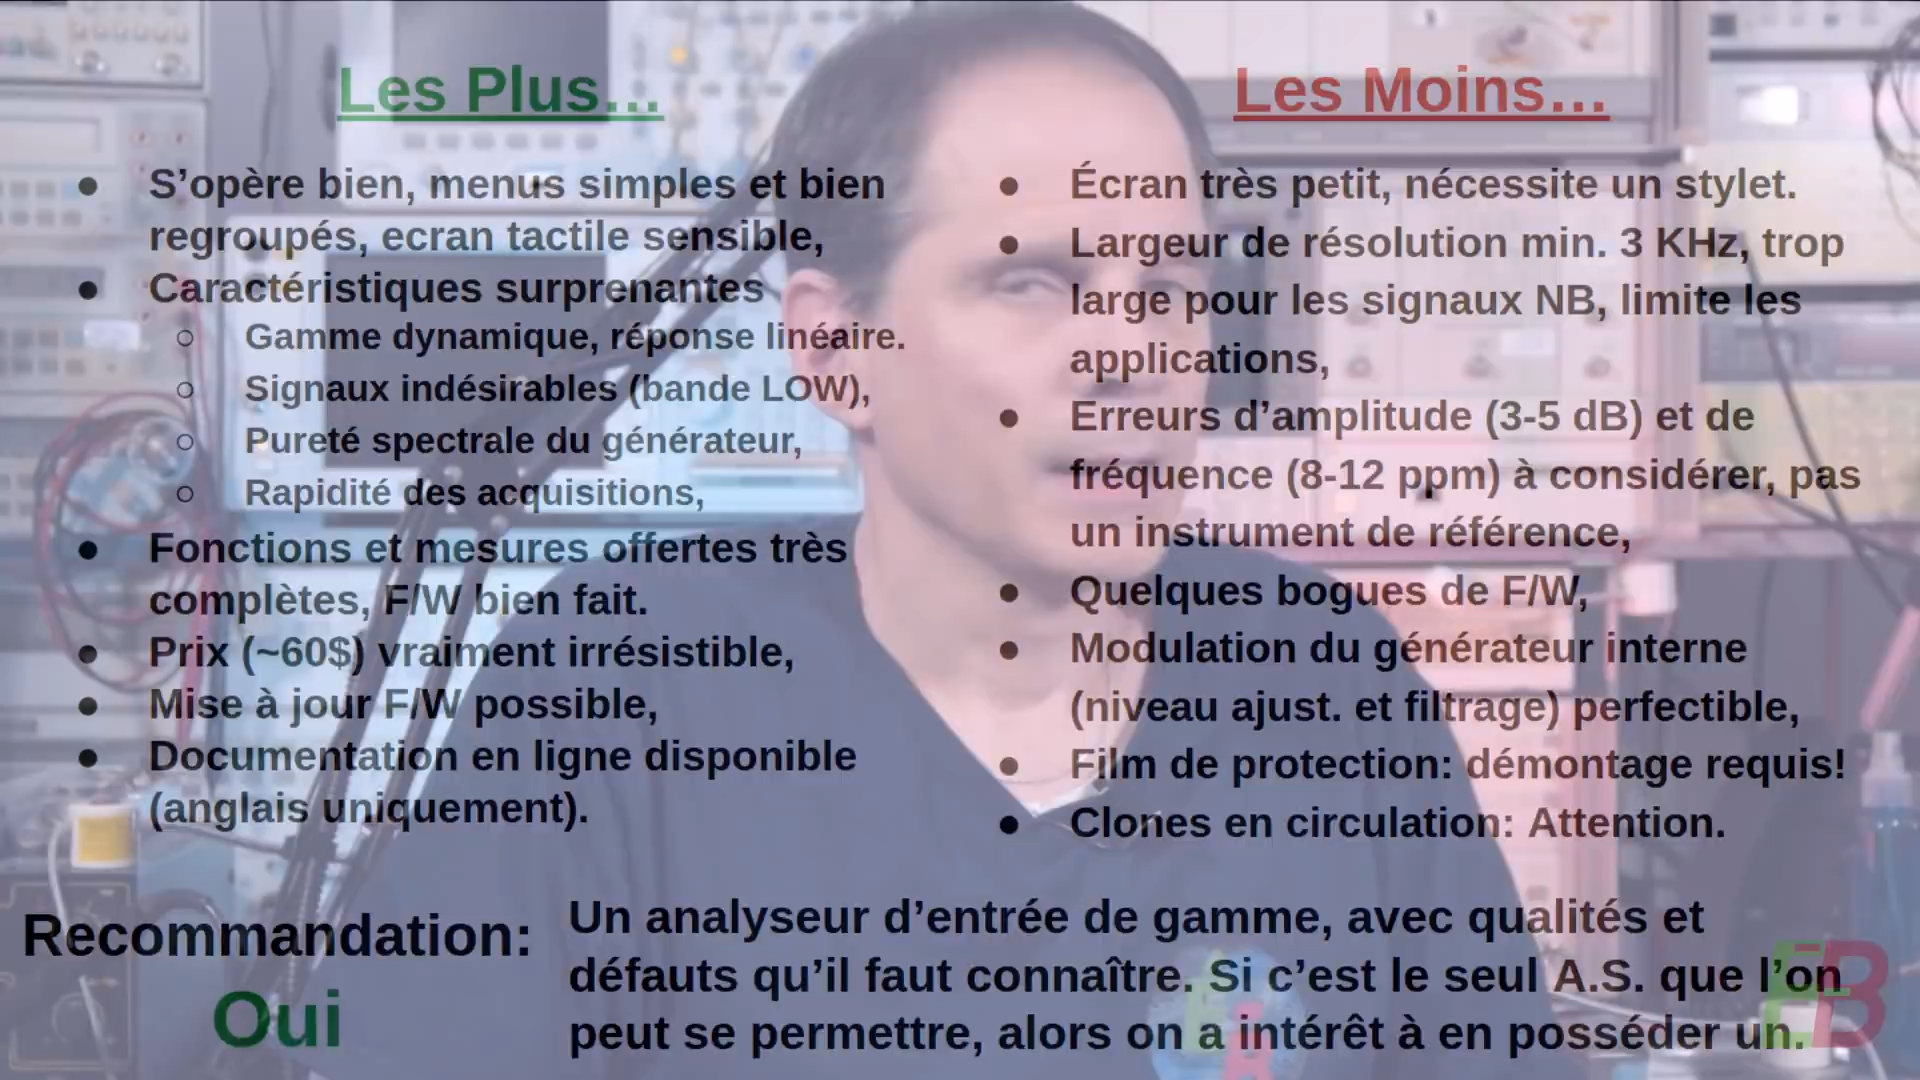 Les Plus...
S'opère bien, menus simples et bien
regroupés, ecran tactile sensible,
Caractéristiques surprenantes
Gamme dynamique, réponse linéaire.
Signaux indésirables (bande LOW),
Pureté spectrale du générateur,
Rapidité des acquisitions,
Fonctions et mesures offertes très
complètes, F/W bien fait.
Prix (~60$) vraiment irrésistible,
Mise à jour F/W possible,
Documentation en ligne disponible
(anglais uniquement).
Les Moins...
Écran très petit, nécessite un stylet.
Largeur de résolution min. 3 KHz, trop
large pour les signaux NB, limite les
applications,
Erreurs d'amplitude (3-5 dB) et de
fréquence (8-12 ppm) à considérer, pas
un instrument de référence,
Quelques bogues de F/W,
Modulation du générateur interne
(niveau ajust. et filtrage) perfectible,
Film de protection: démontage requis!
Clones en circulation: Attention.
Recommandation:
Oui
Un analyseur d'entrée de gamme, avec qualités et
défauts qu'il faut connaître. Si c'est le seul A.S. que l'on
peut se permettre, alors on a intérêt à en posséder un.